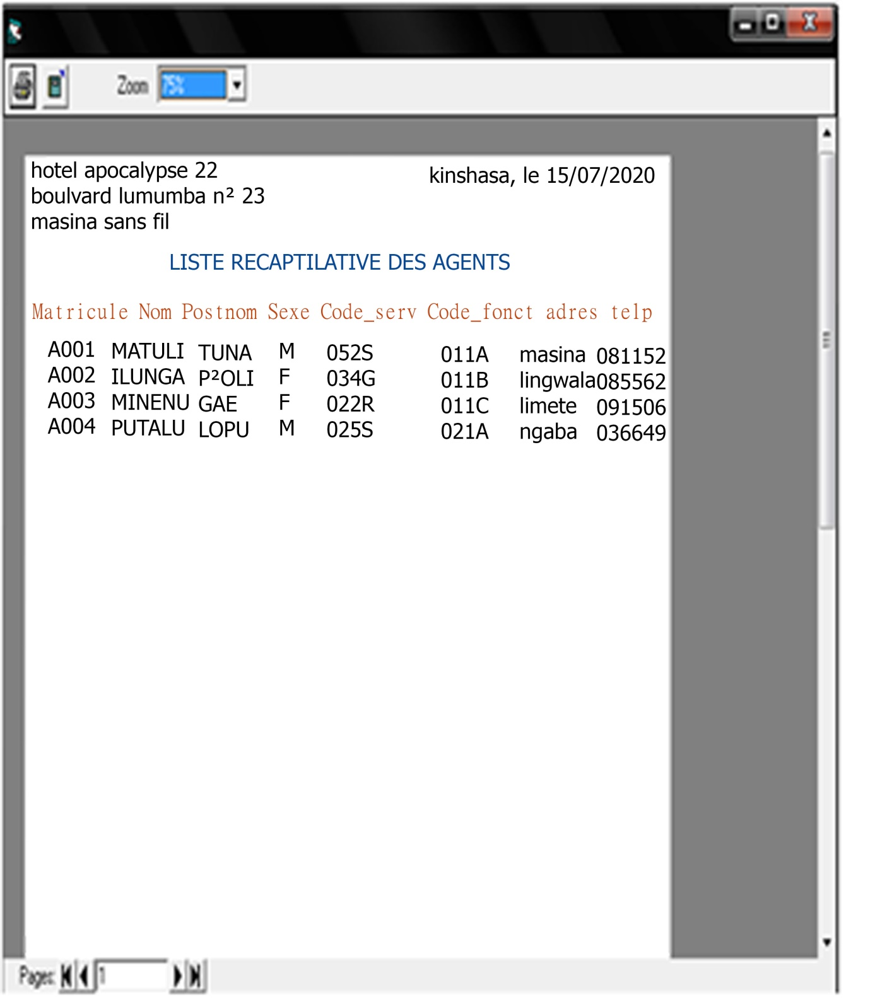 Zoom 75%
hotel apocalypse 22
kinshasa, le 15/07/2020
boulvard lumumba n² 23
masina sans fil
LISTE RECAPTILATIVE DES AGENTS
Matricule Nom Postnom Sexe Code_serv Code_fonct adres telp
A001 MATULI TUNA M 052S 011A masina 081152
A002 ILUNGA P²OLI F 034G 011B lingwala 085562
A003 MINENU GAE F 022R 011C limete 091506
A004 PUTALU LOPU M 025S 021A ngaba 036649
Pages: 1